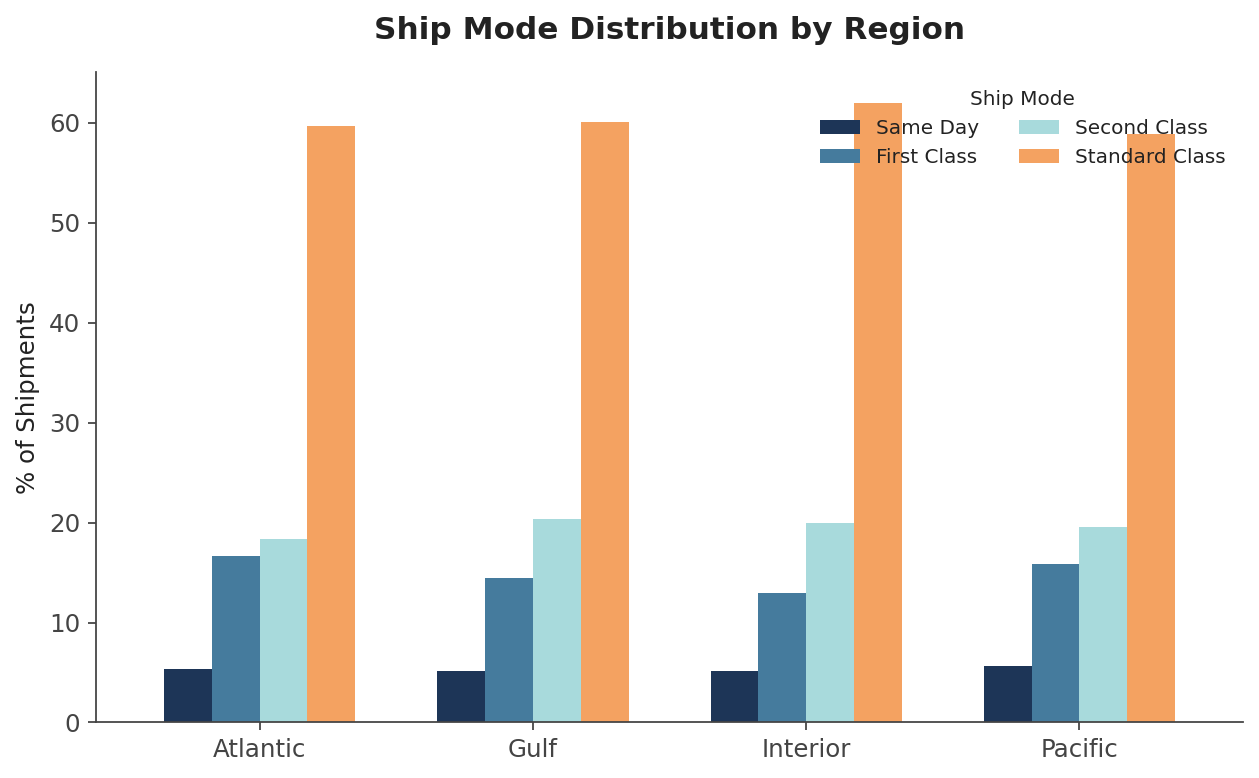 Ship Mode Distribution by Region
Ship Mode
Same Day
Second Class
First Class
Standard Class
% of Shipments
60
50
40
30
20
10
0
Atlantic
Gulf
Interior
Pacific